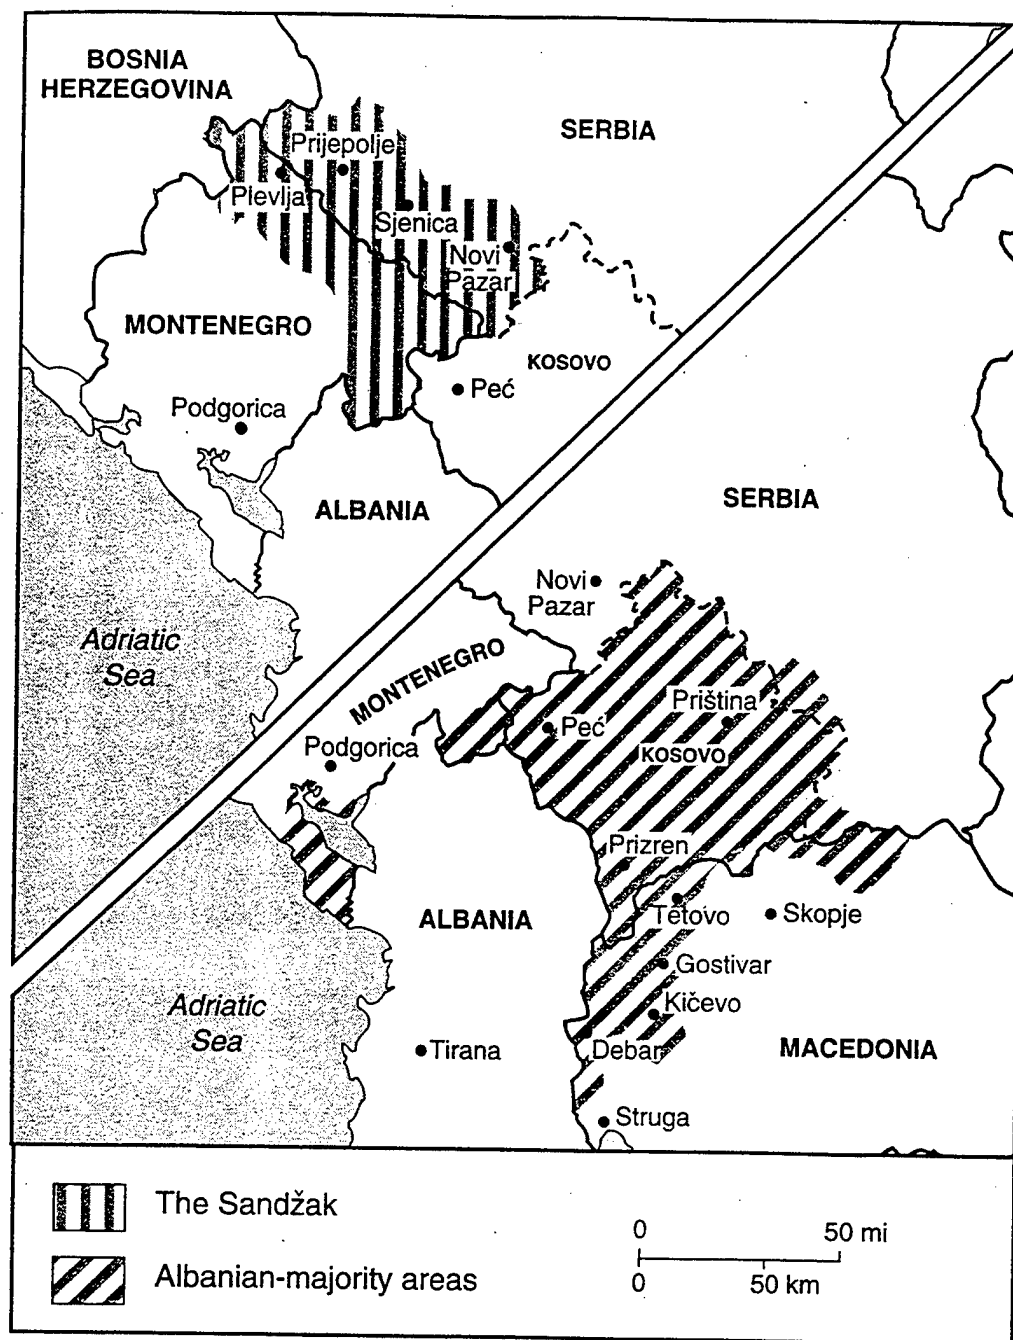 BOSNIA
HERZEGOVINA
SERBIA
Prijepolje
Plevlja
Sjenica
Novi
Pazar
MONTENEGRO
KOSOVO
Peć
Podgorica
ALBANIA
Adriatic
Sea
SERBIA
Novi
Pazar
MONTENEGRO
Priština
Peć
KOSOVO
Podgorica
Prizren
ALBANIA
Tetovo
Skopje
Gostivar
Kičevo
Adriatic
Sea
Tirana
Debar
MACEDONIA
Struga
The Sandžak
0 50 mi
Albanian-majority areas
0 50 km